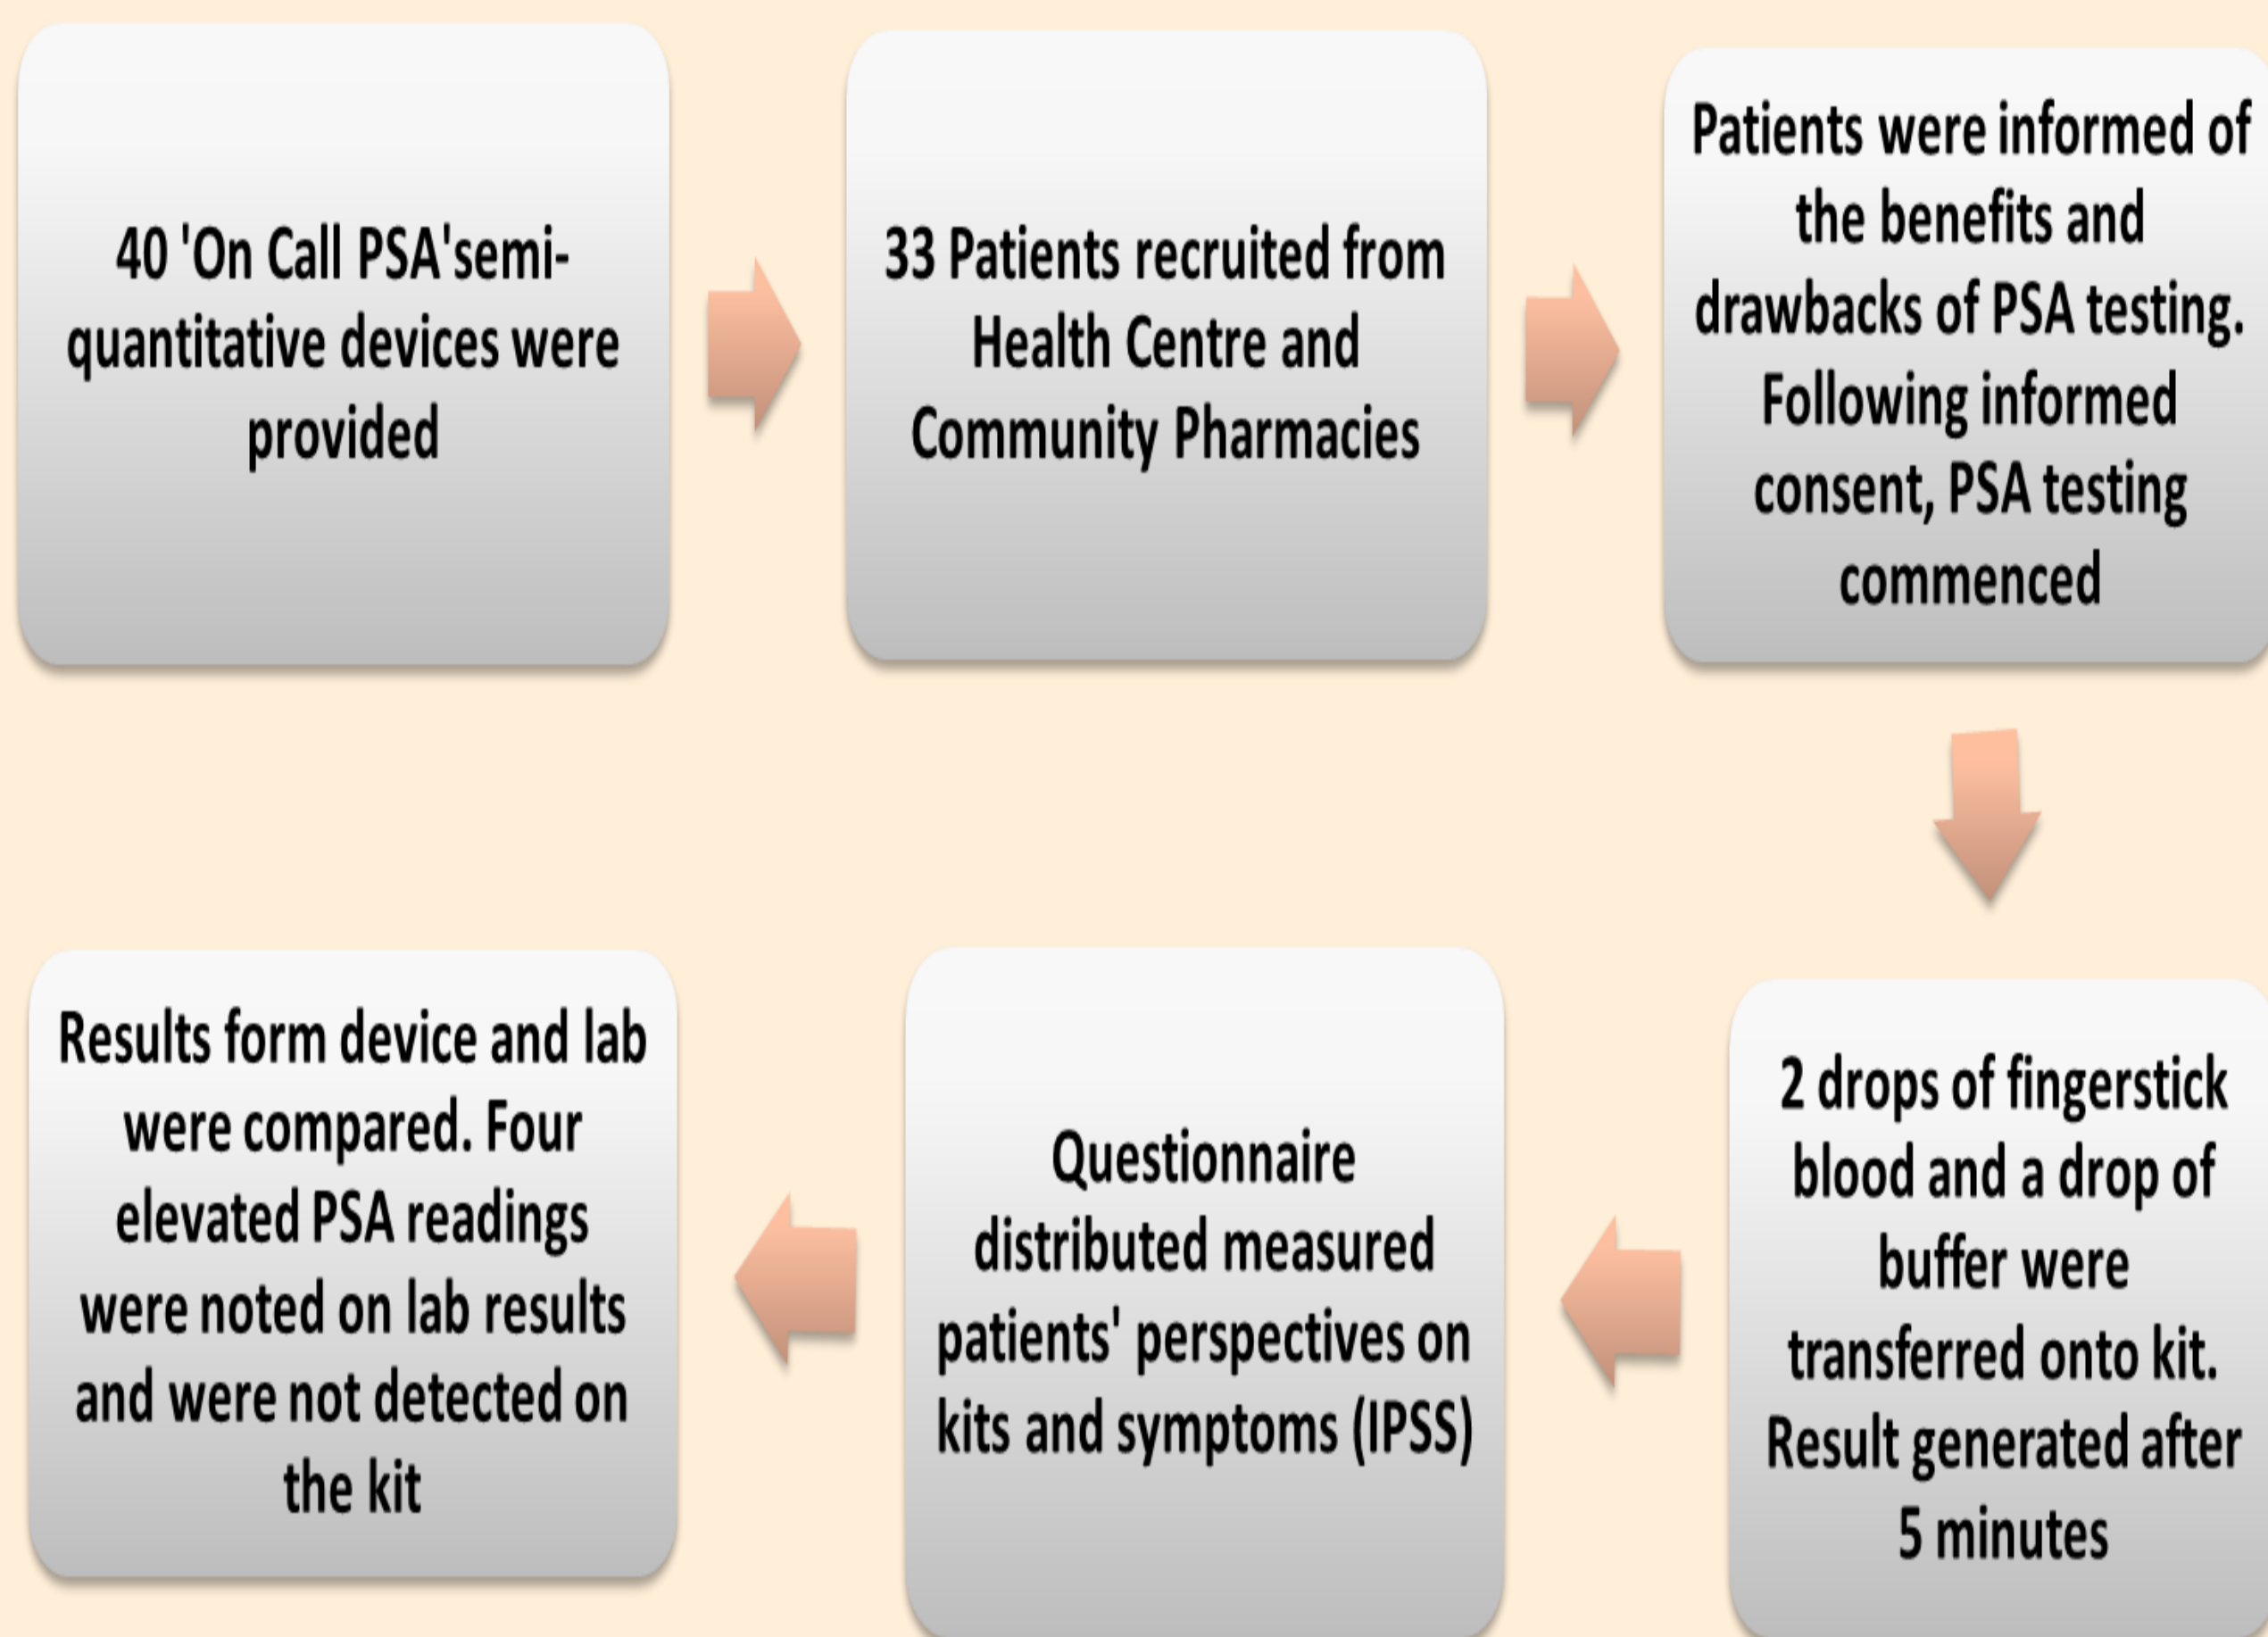 40 'On Call PSA'semi-
quantitative devices were
provided
33 Patients recruited from
Health Centre and
Community Pharmacies
Patients were informed of
the benefits and
drawbacks of PSA testing.
Following informed
consent, PSA testing
commenced
2 drops of fingerstick
blood and a drop of
buffer were
transferred onto kit.
Result generated after
5 minutes
Questionnaire
distributed measured
patients' perspectives on
kits and symptoms (IPSS)
Results form device and lab
were compared. Four
elevated PSA readings
were noted on lab results
and were not detected on
the kit